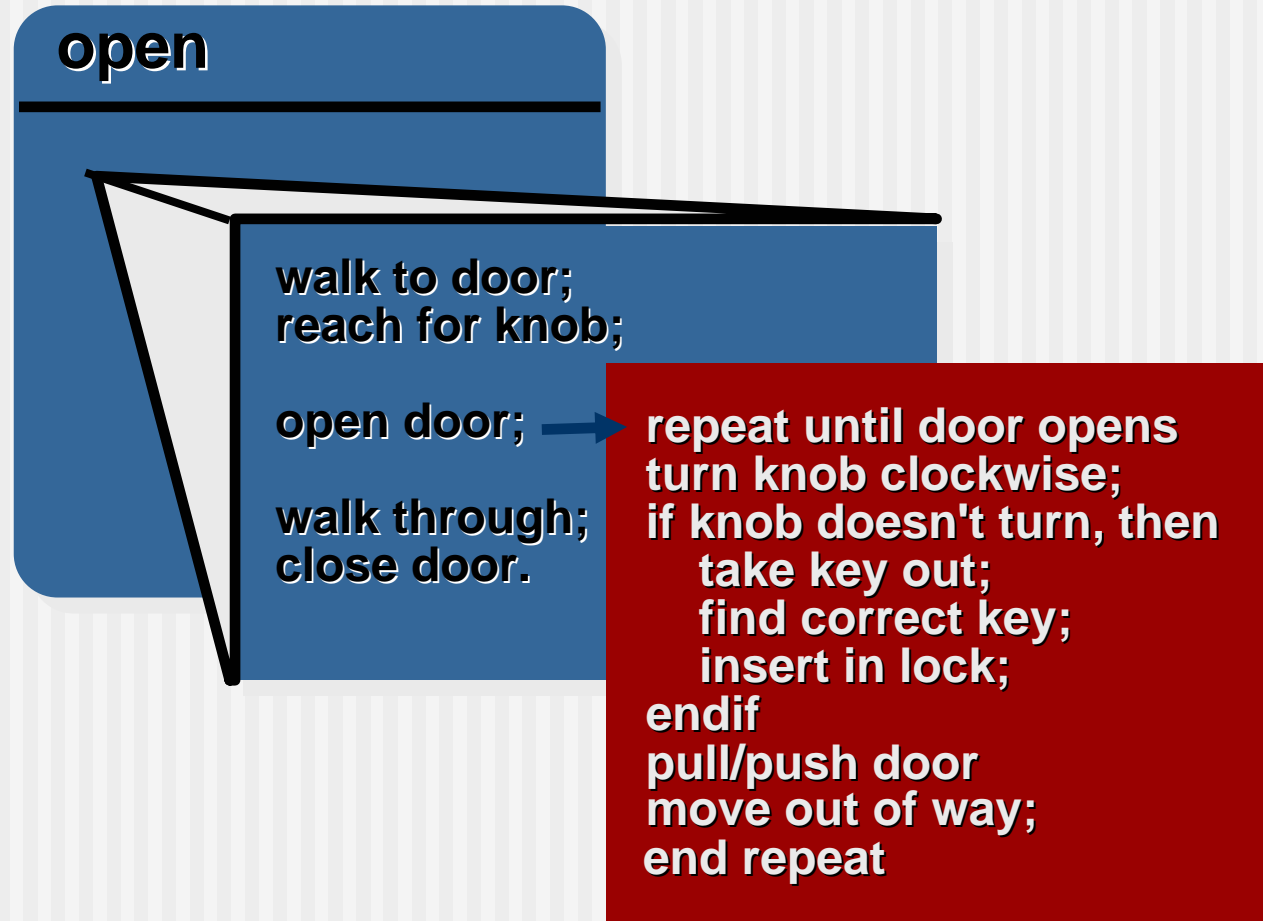 open
walk to door;
reach for knob;
open door;
walk through;
close door.
repeat until door opens
turn knob clockwise;
if knob doesn't turn, then
take key out;
find correct key;
insert in lock;
endif
pull/push door
move out of way;
end repeat